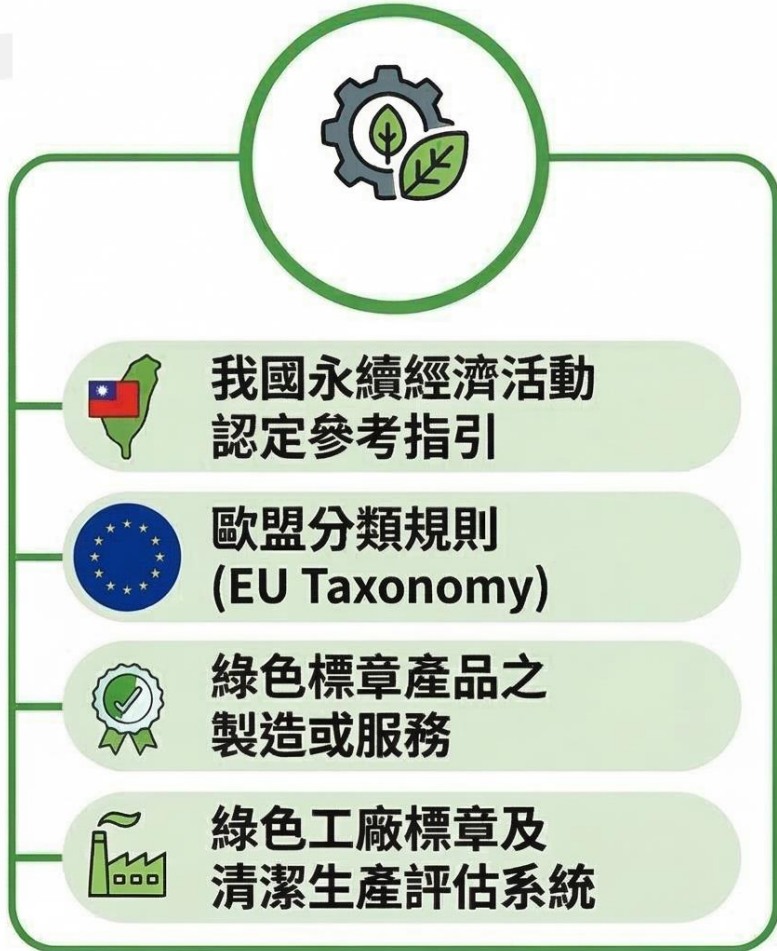 我國永續經濟活動
認定參考指引
歐盟分類規則
(EU Taxonomy)
綠色標章產品之
製造或服務
綠色工廠標章及
清潔生產評估系統